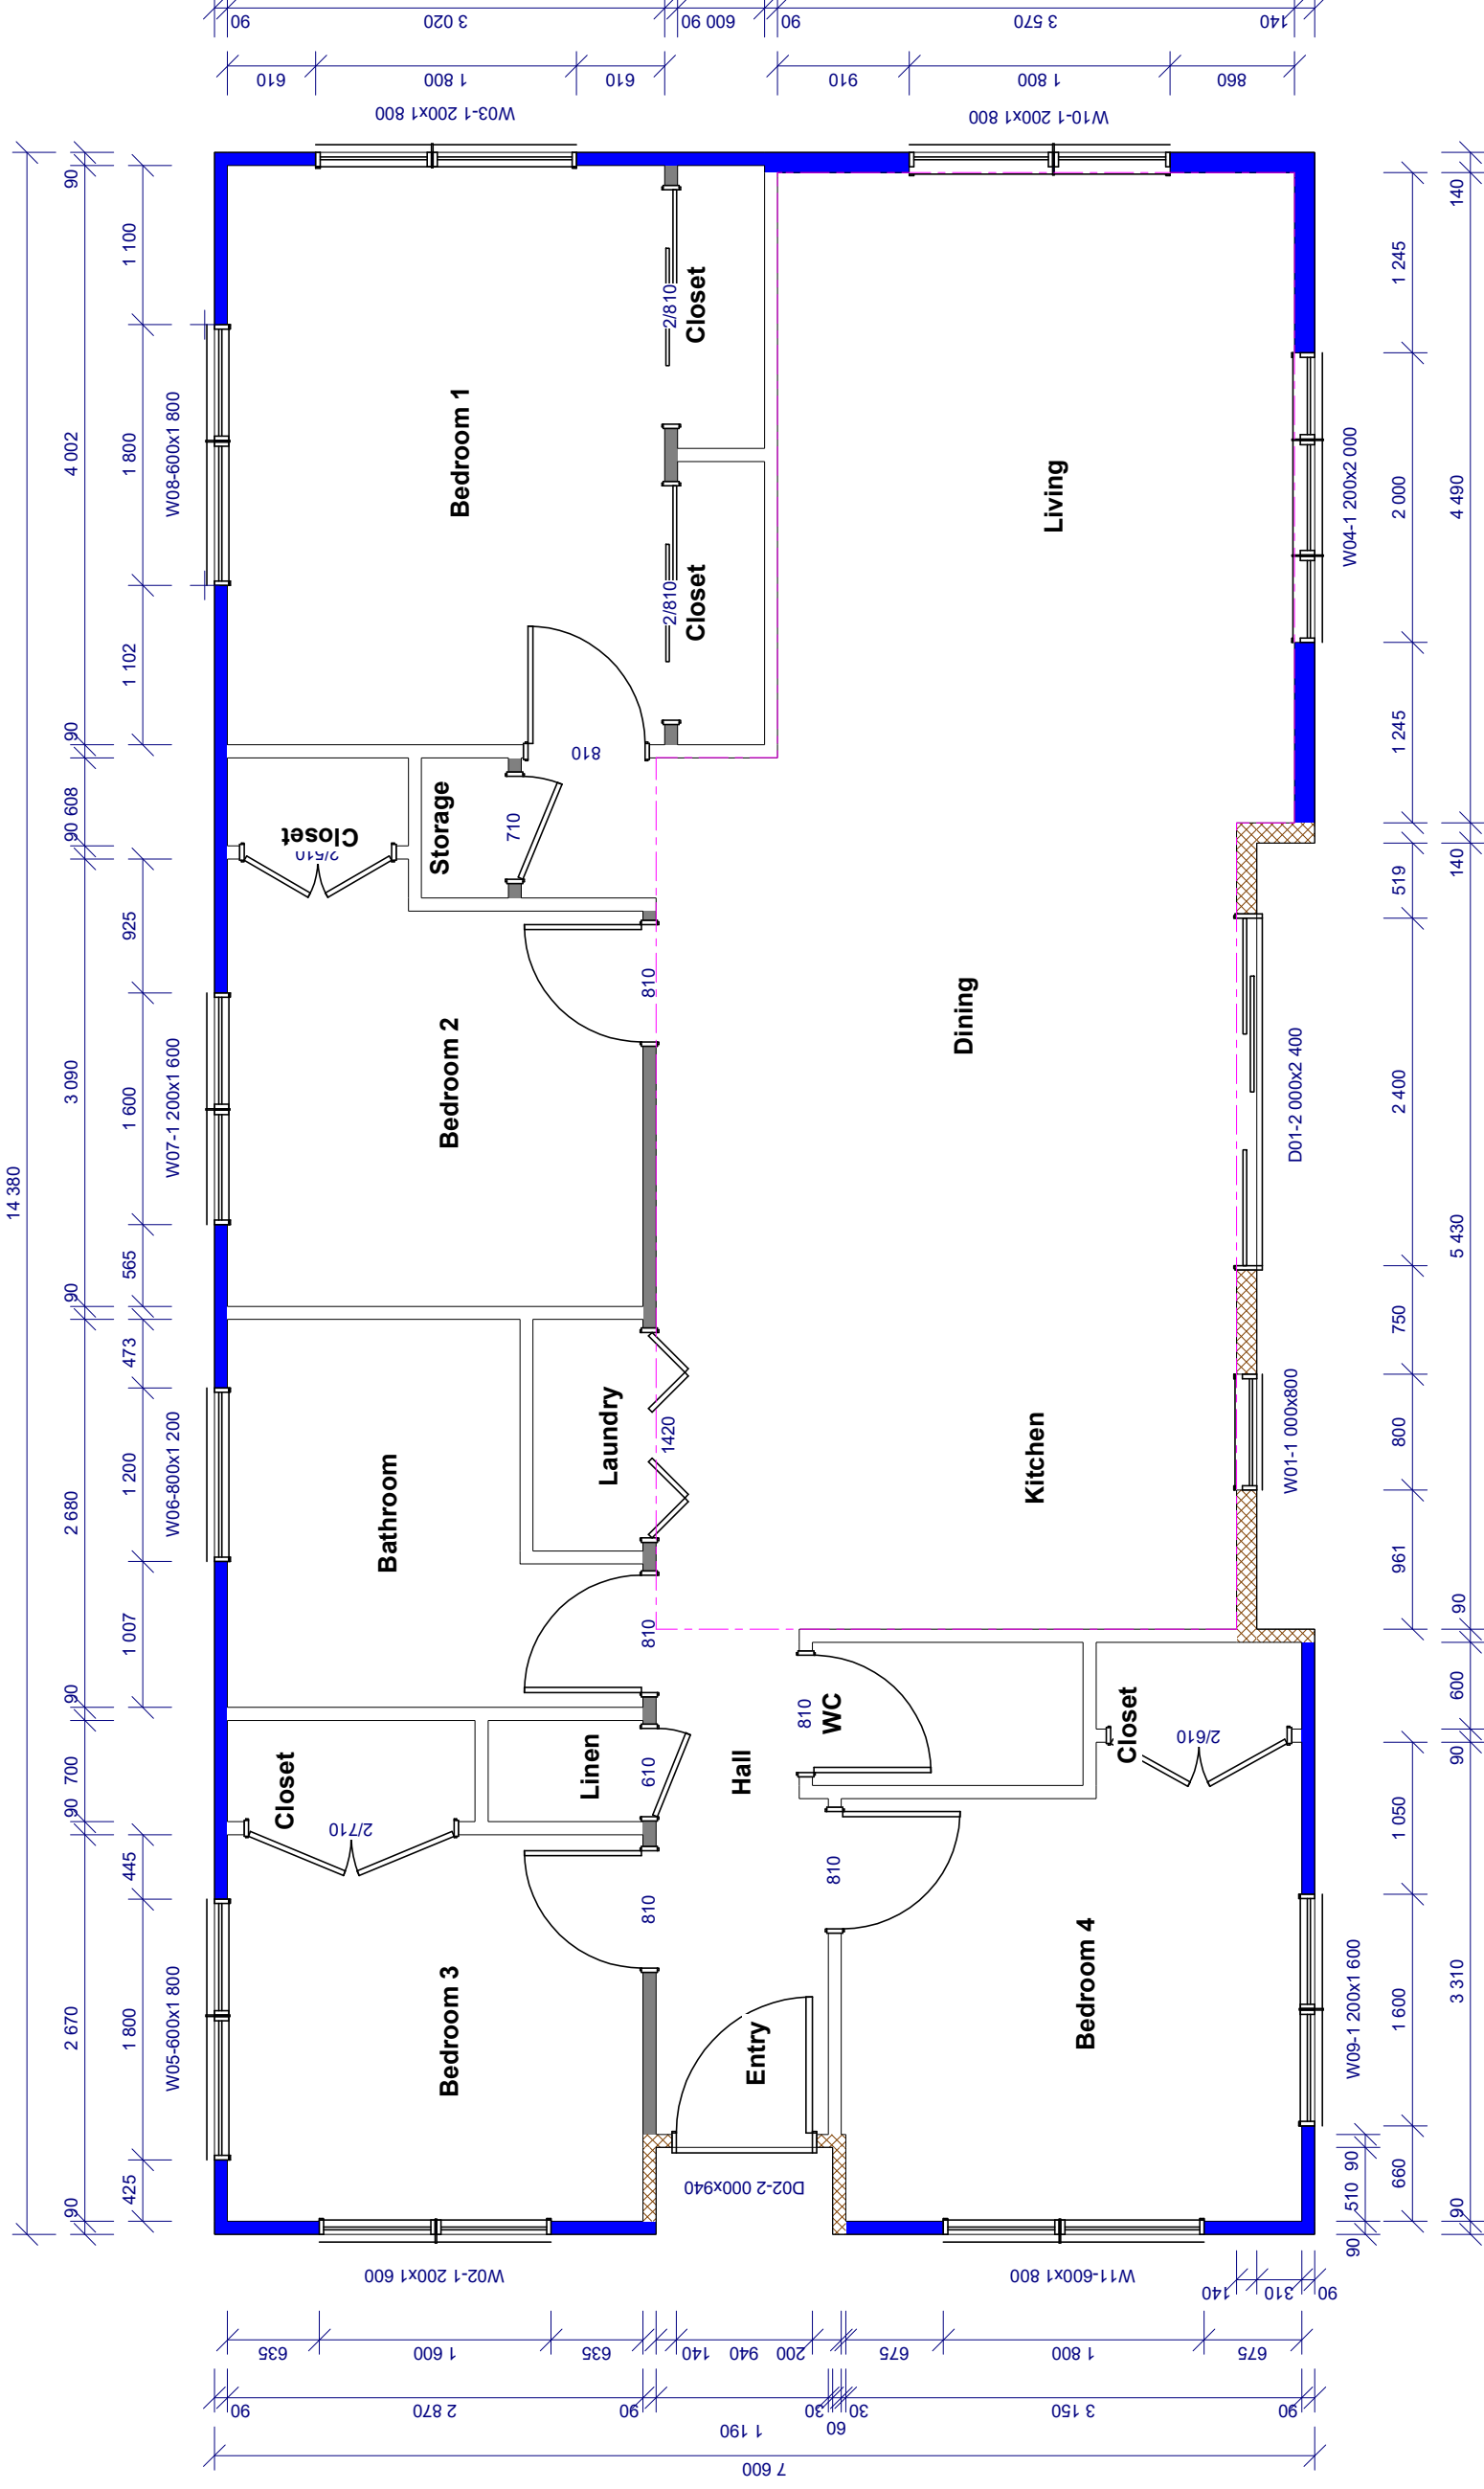 90
3 020
600 90
90
3 570
140
610
1 800
610
910
1 800
860
W03-1 200x1 800
W10-1 200x1 800
14 380
90
4 002
90
90 608
3 090
90
2 680
90
700
90
2 670
90
1 100
1 800
1 102
925
1 600
565
473
1 200
1 007
445
1 800
425
W08-600x1 800
W07-1 200x1 600
W06-800x1 200
W05-600x1 800
Bedroom 1
2/810
Closet
2/810
Closet
810
Living
Closet
2/510
Storage
710
Bedroom 2
810
Dining
Bathroom
Laundry
1420
Kitchen
810
Closet
2/710
Linen
610
Hall
810
WC
Closet
2/610
Bedroom 3
810
810
Entry
Bedroom 4
D02-2 000x940
W04-1 200x2 000
D01-2 000x2 400
W01-1 000x800
W09-1 200x1 600
1 245
2 000
1 245
519
2 400
750
800
961
600
90
1 050
1 600
660
510 90
90
140
4 490
140
5 430
90
3 310
90
W02-1 200x1 600
W11-600x1 800
140
310
90
635
1 600
635
140
940
200
675
1 800
675
90
2 870
90
1 190
30
60
30
3 150
90
7 600